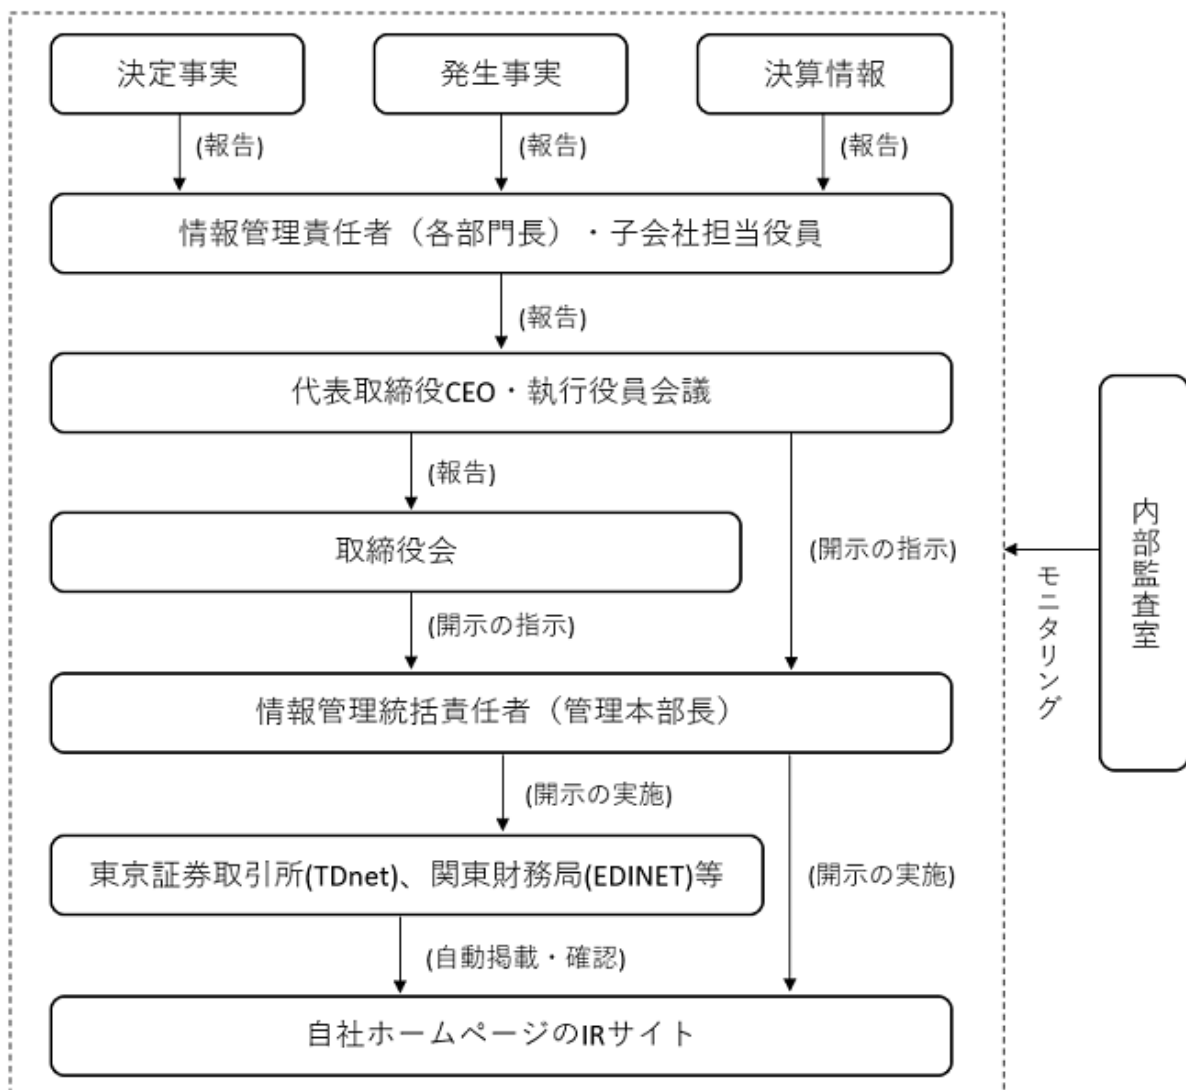 決定事実
発生事実
決算情報
(報告)
(報告)
(報告)
情報管理責任者（各部門長）・子会社担当役員
(報告)
代表取締役CEO・執行役員会議
(報告)
取締役会
(開示の指示)
(開示の指示)
情報管理統括責任者（管理本部長）
(開示の実施)
東京証券取引所(TDnet)、関東財務局(EDINET)等
(開示の実施)
(自動掲載・確認)
自社ホームページのIRサイト
モニタリング
内部監査室